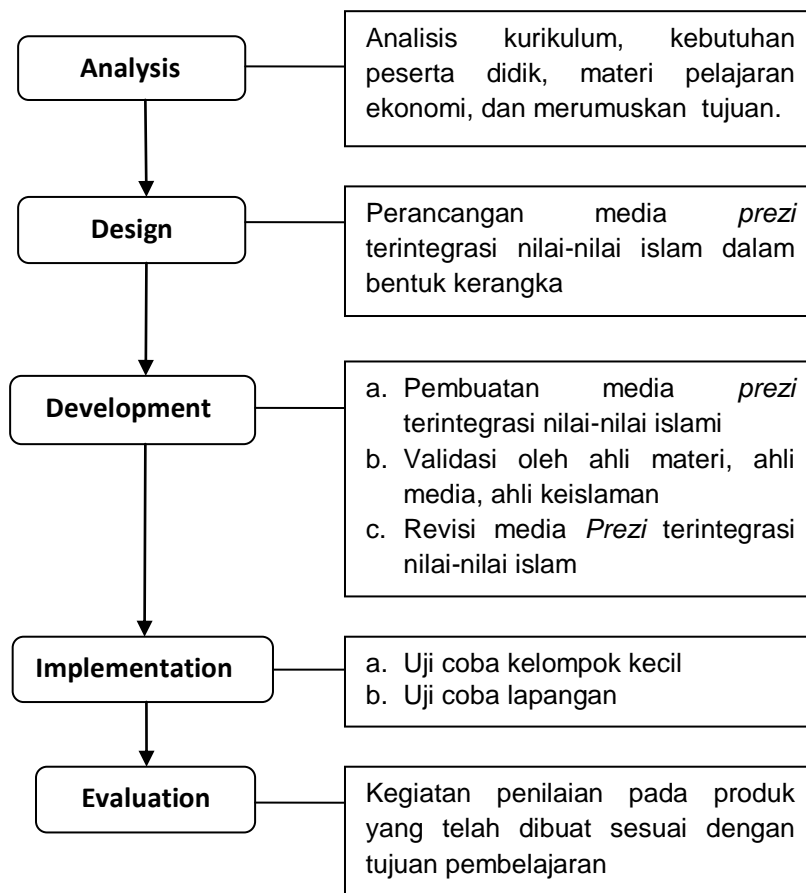 Analysis
Analisis kurikulum, kebutuhan
peserta didik, materi pelajaran
ekonomi, dan merumuskan tujuan.
Design
Perancangan media prezi
terintegrasi nilai-nilai islam dalam
bentuk kerangka
Development
a. Pembuatan media prezi
terintegrasi nilai-nilai islami
b. Validasi oleh ahli materi, ahli
media, ahli keislaman
c. Revisi media Prezi terintegrasi
nilai-nilai islam
Implementation
a. Uji coba kelompok kecil
b. Uji coba lapangan
Evaluation
Kegiatan penilaian pada produk
yang telah dibuat sesuai dengan
tujuan pembelajaran